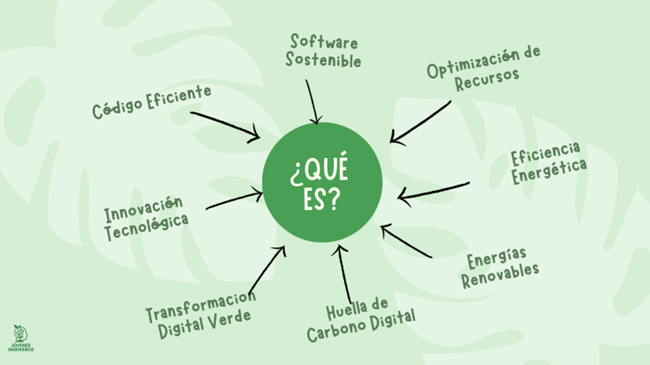 Software
Sostenible
Optimización de
Recursos
Código Eficiente
¿QUÉ
ES?
Eficiencia
Energética
Innovación
Tecnológica
Energías
Renovables
Transformacion
Digital Verde
Huella de
Carbono Digital
JÓVENES
INGENIEROS